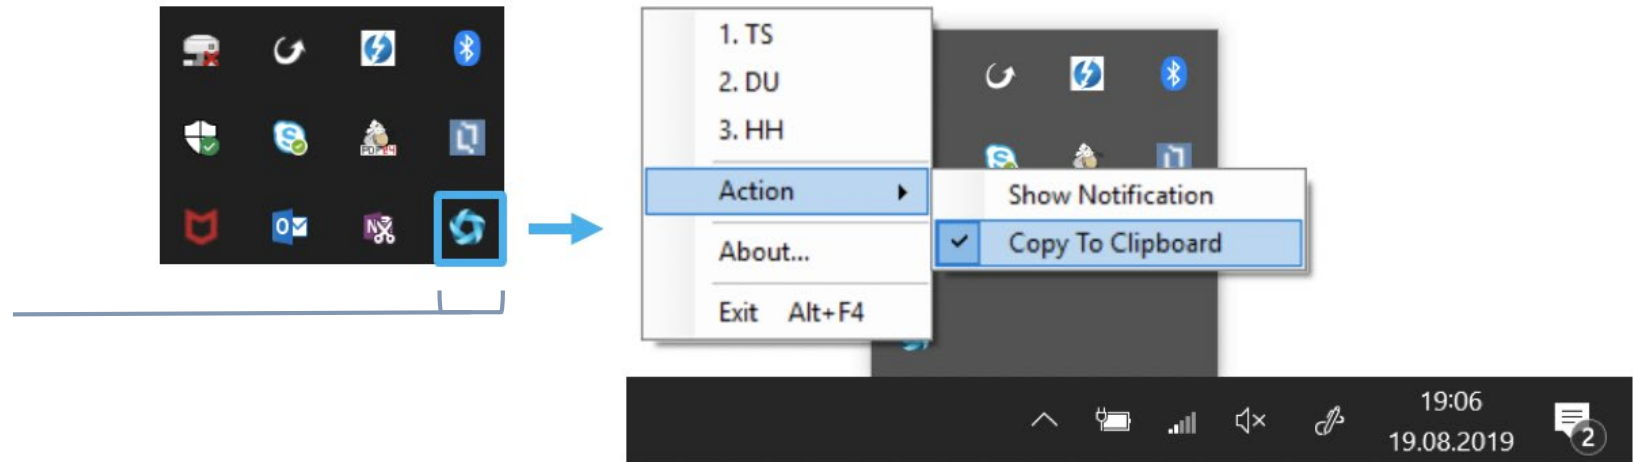 PDF24
1. TS
2. DU
3. HH
Action
About...
Exit Alt+F4
Show Notification
Copy To Clipboard
19:06
19.08.2019
2